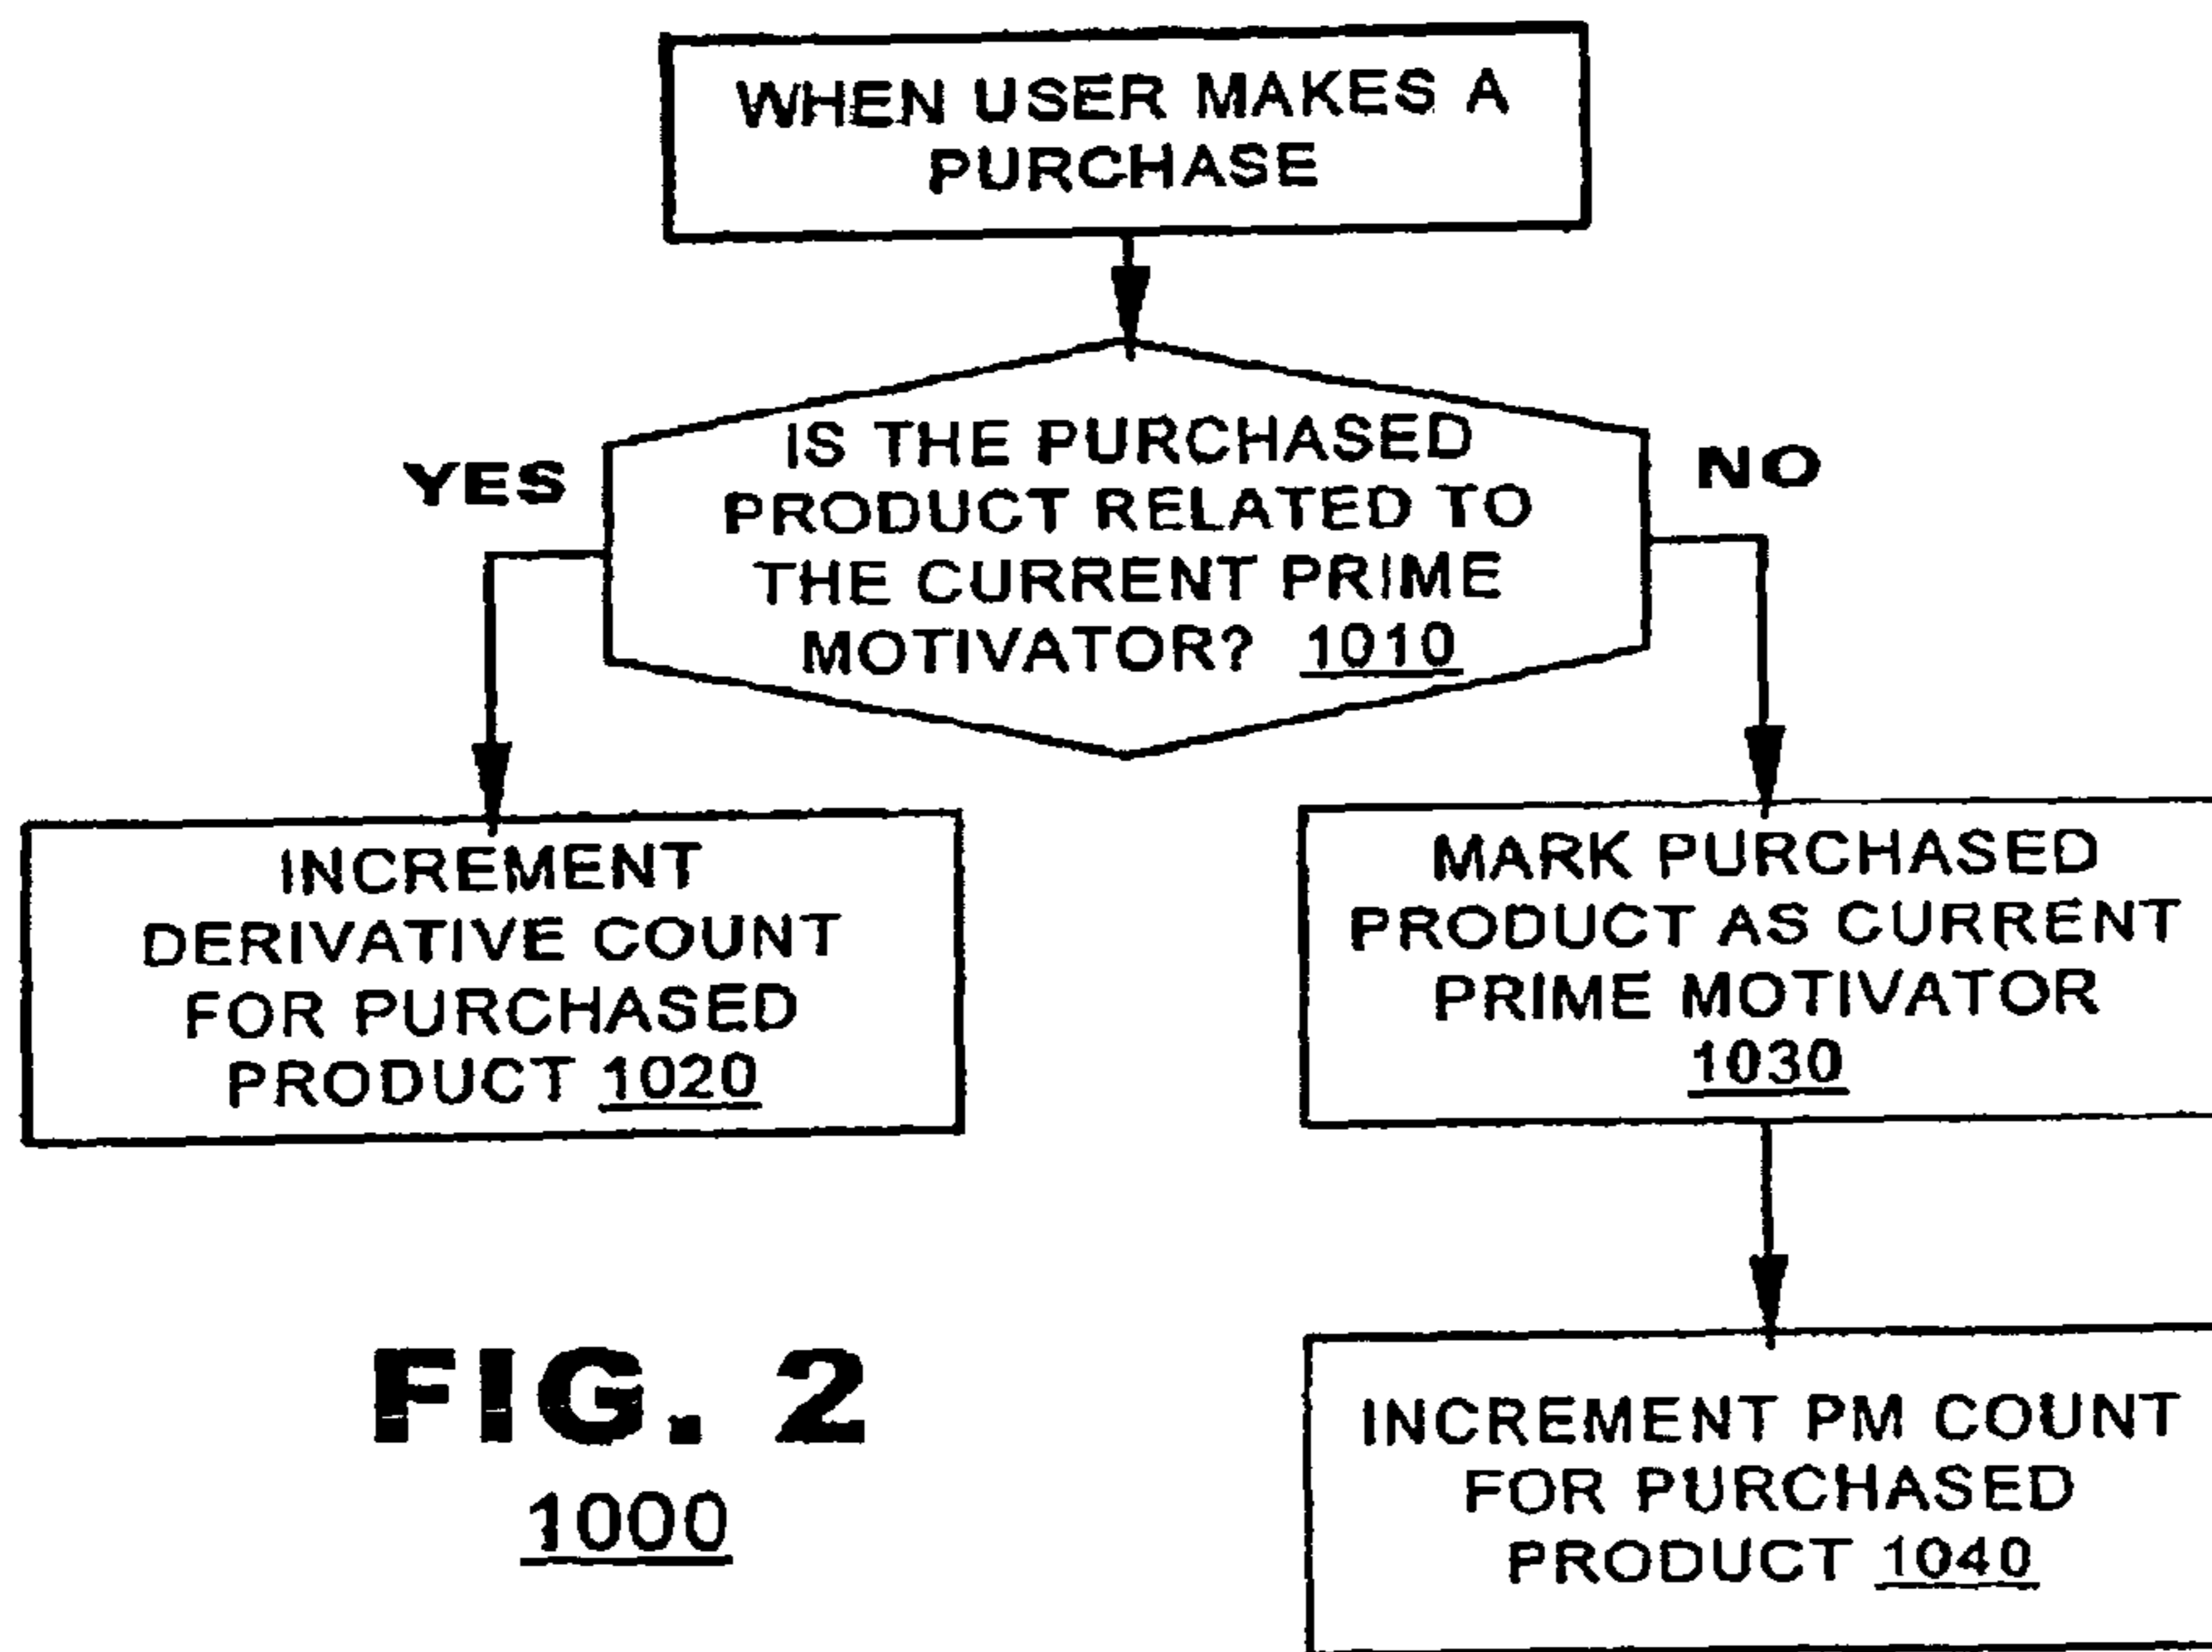 WHEN USER MAKES A
PURCHASE
IS THE PURCHASED
PRODUCT RELATED TO
THE CURRENT PRIME
MOTIVATOR? 1010
YES
NO
INCREMENT
DERIVATIVE COUNT
FOR PURCHASED
PRODUCT 1020
MARK PURCHASED
PRODUCT AS CURRENT
PRIME MOTIVATOR
1030
INCREMENT PM COUNT
FOR PURCHASED
PRODUCT 1040
FIG. 2
1000